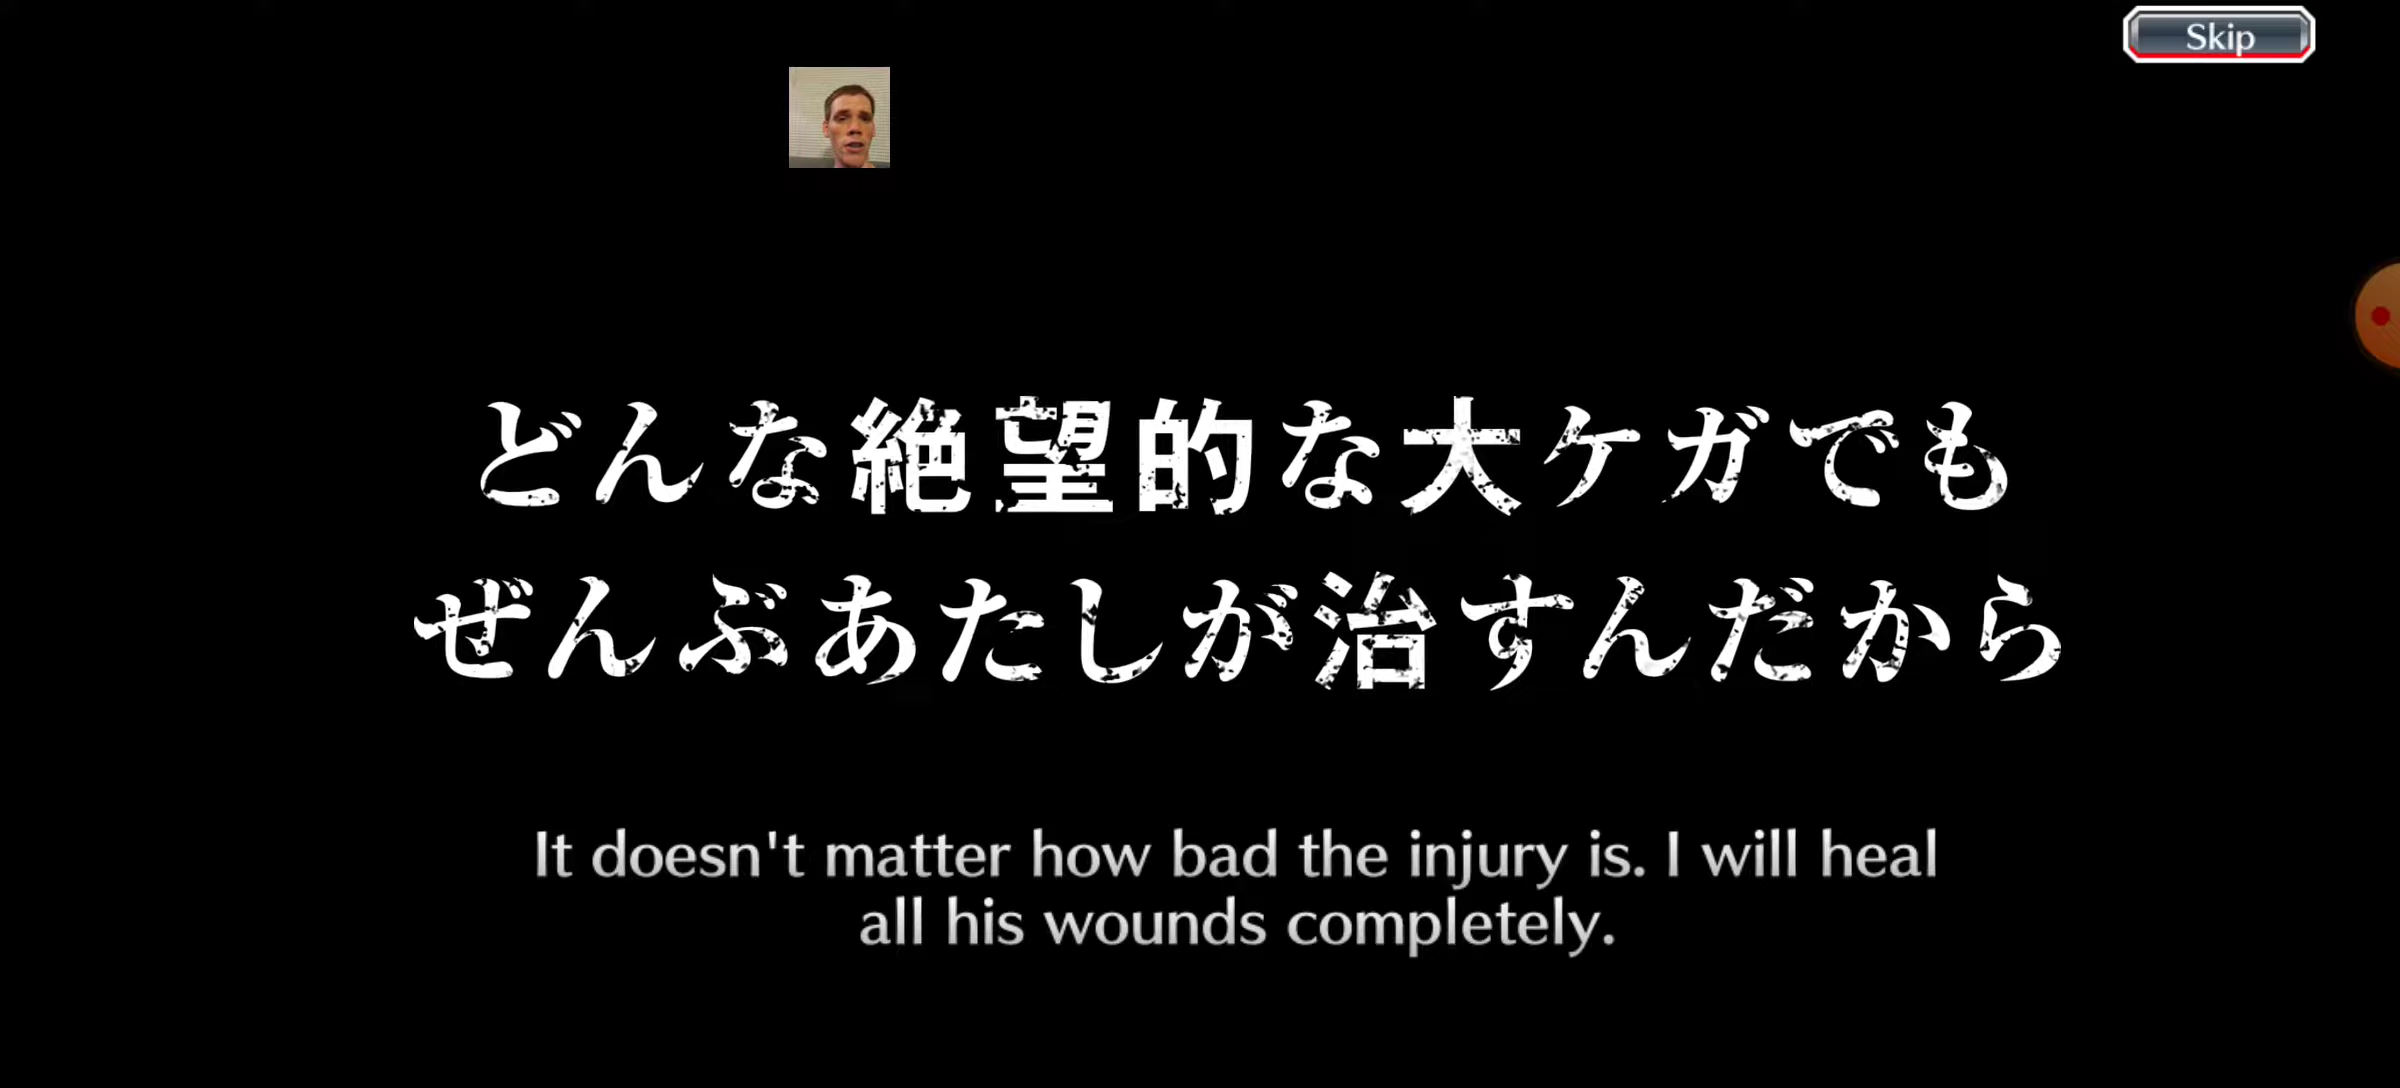 Skip
どんな絶望的な大ケガでも
ぜんぶあたしが治すんだから
It doesn't matter how bad the injury is. I will heal
all his wounds completely.